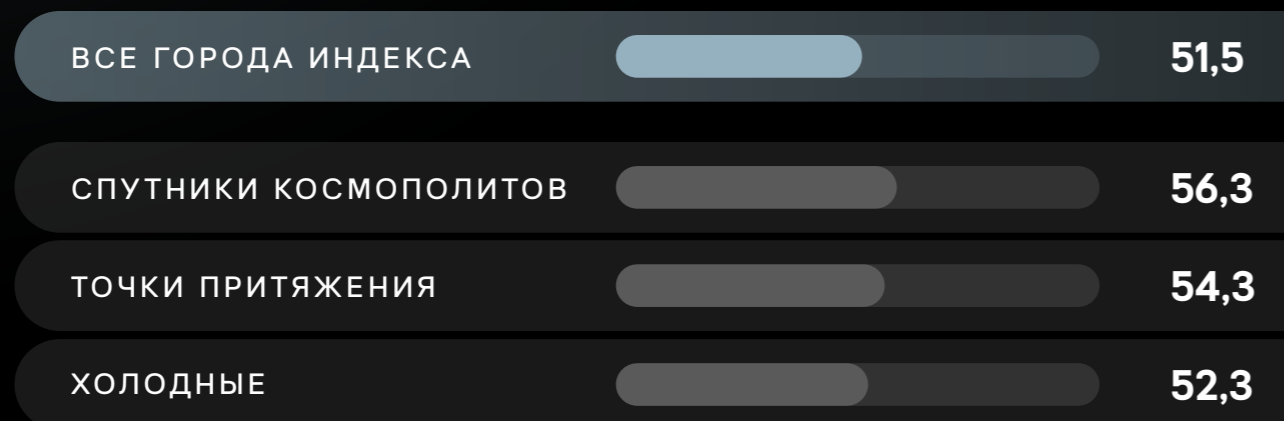 ВСЕ ГОРОДА ИНДЕКСА 51,5
СПУТНИКИ КОСМОПОЛИТОВ 56,3
ТОЧКИ ПРИТЯЖЕНИЯ 54,3
ХОЛОДНЫЕ 52,3